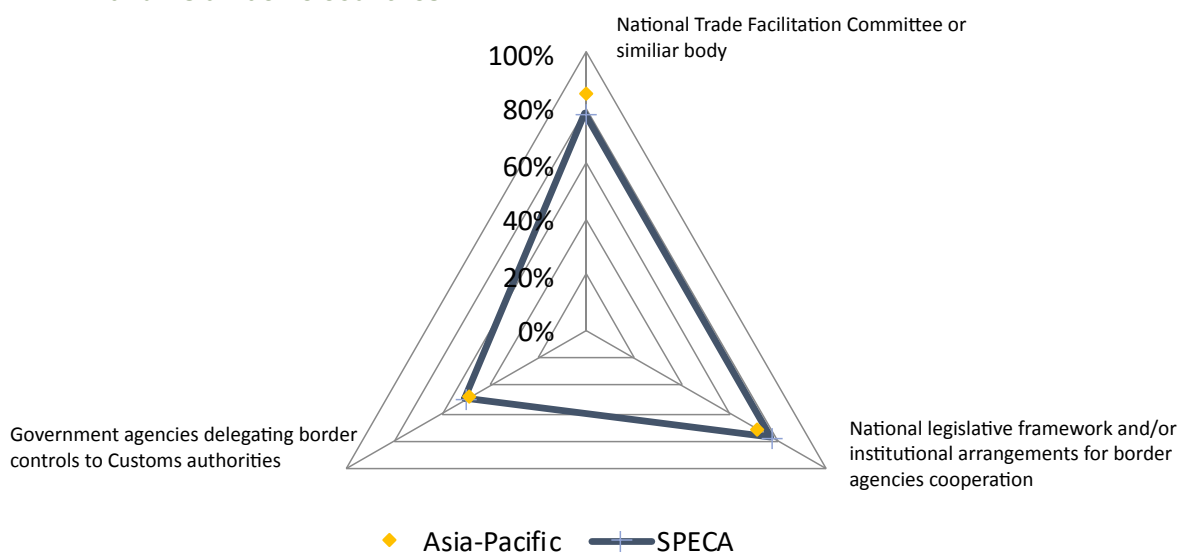 National Trade Facilitation Committee or
similiar body
100%
80%
60%
40%
20%
0%
Government agencies delegating border
controls to Customs authorities
National legislative framework and/or
institutional arrangements for border
agencies cooperation
Asia-Pacific
SPECA